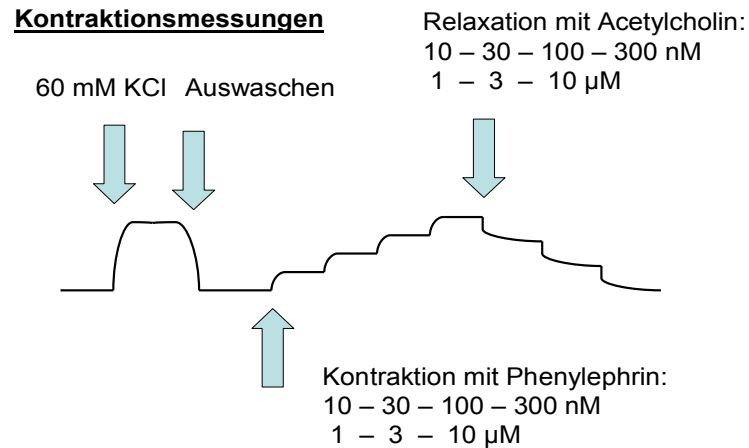 Kontraktionsmessungen
Relaxation mit Acetylcholin:
10 – 30 – 100 – 300 nM
1 – 3 – 10 µM
60 mM KCl Auswaschen
Kontraktion mit Phenylephrin:
10 – 30 – 100 – 300 nM
1 – 3 – 10 µM